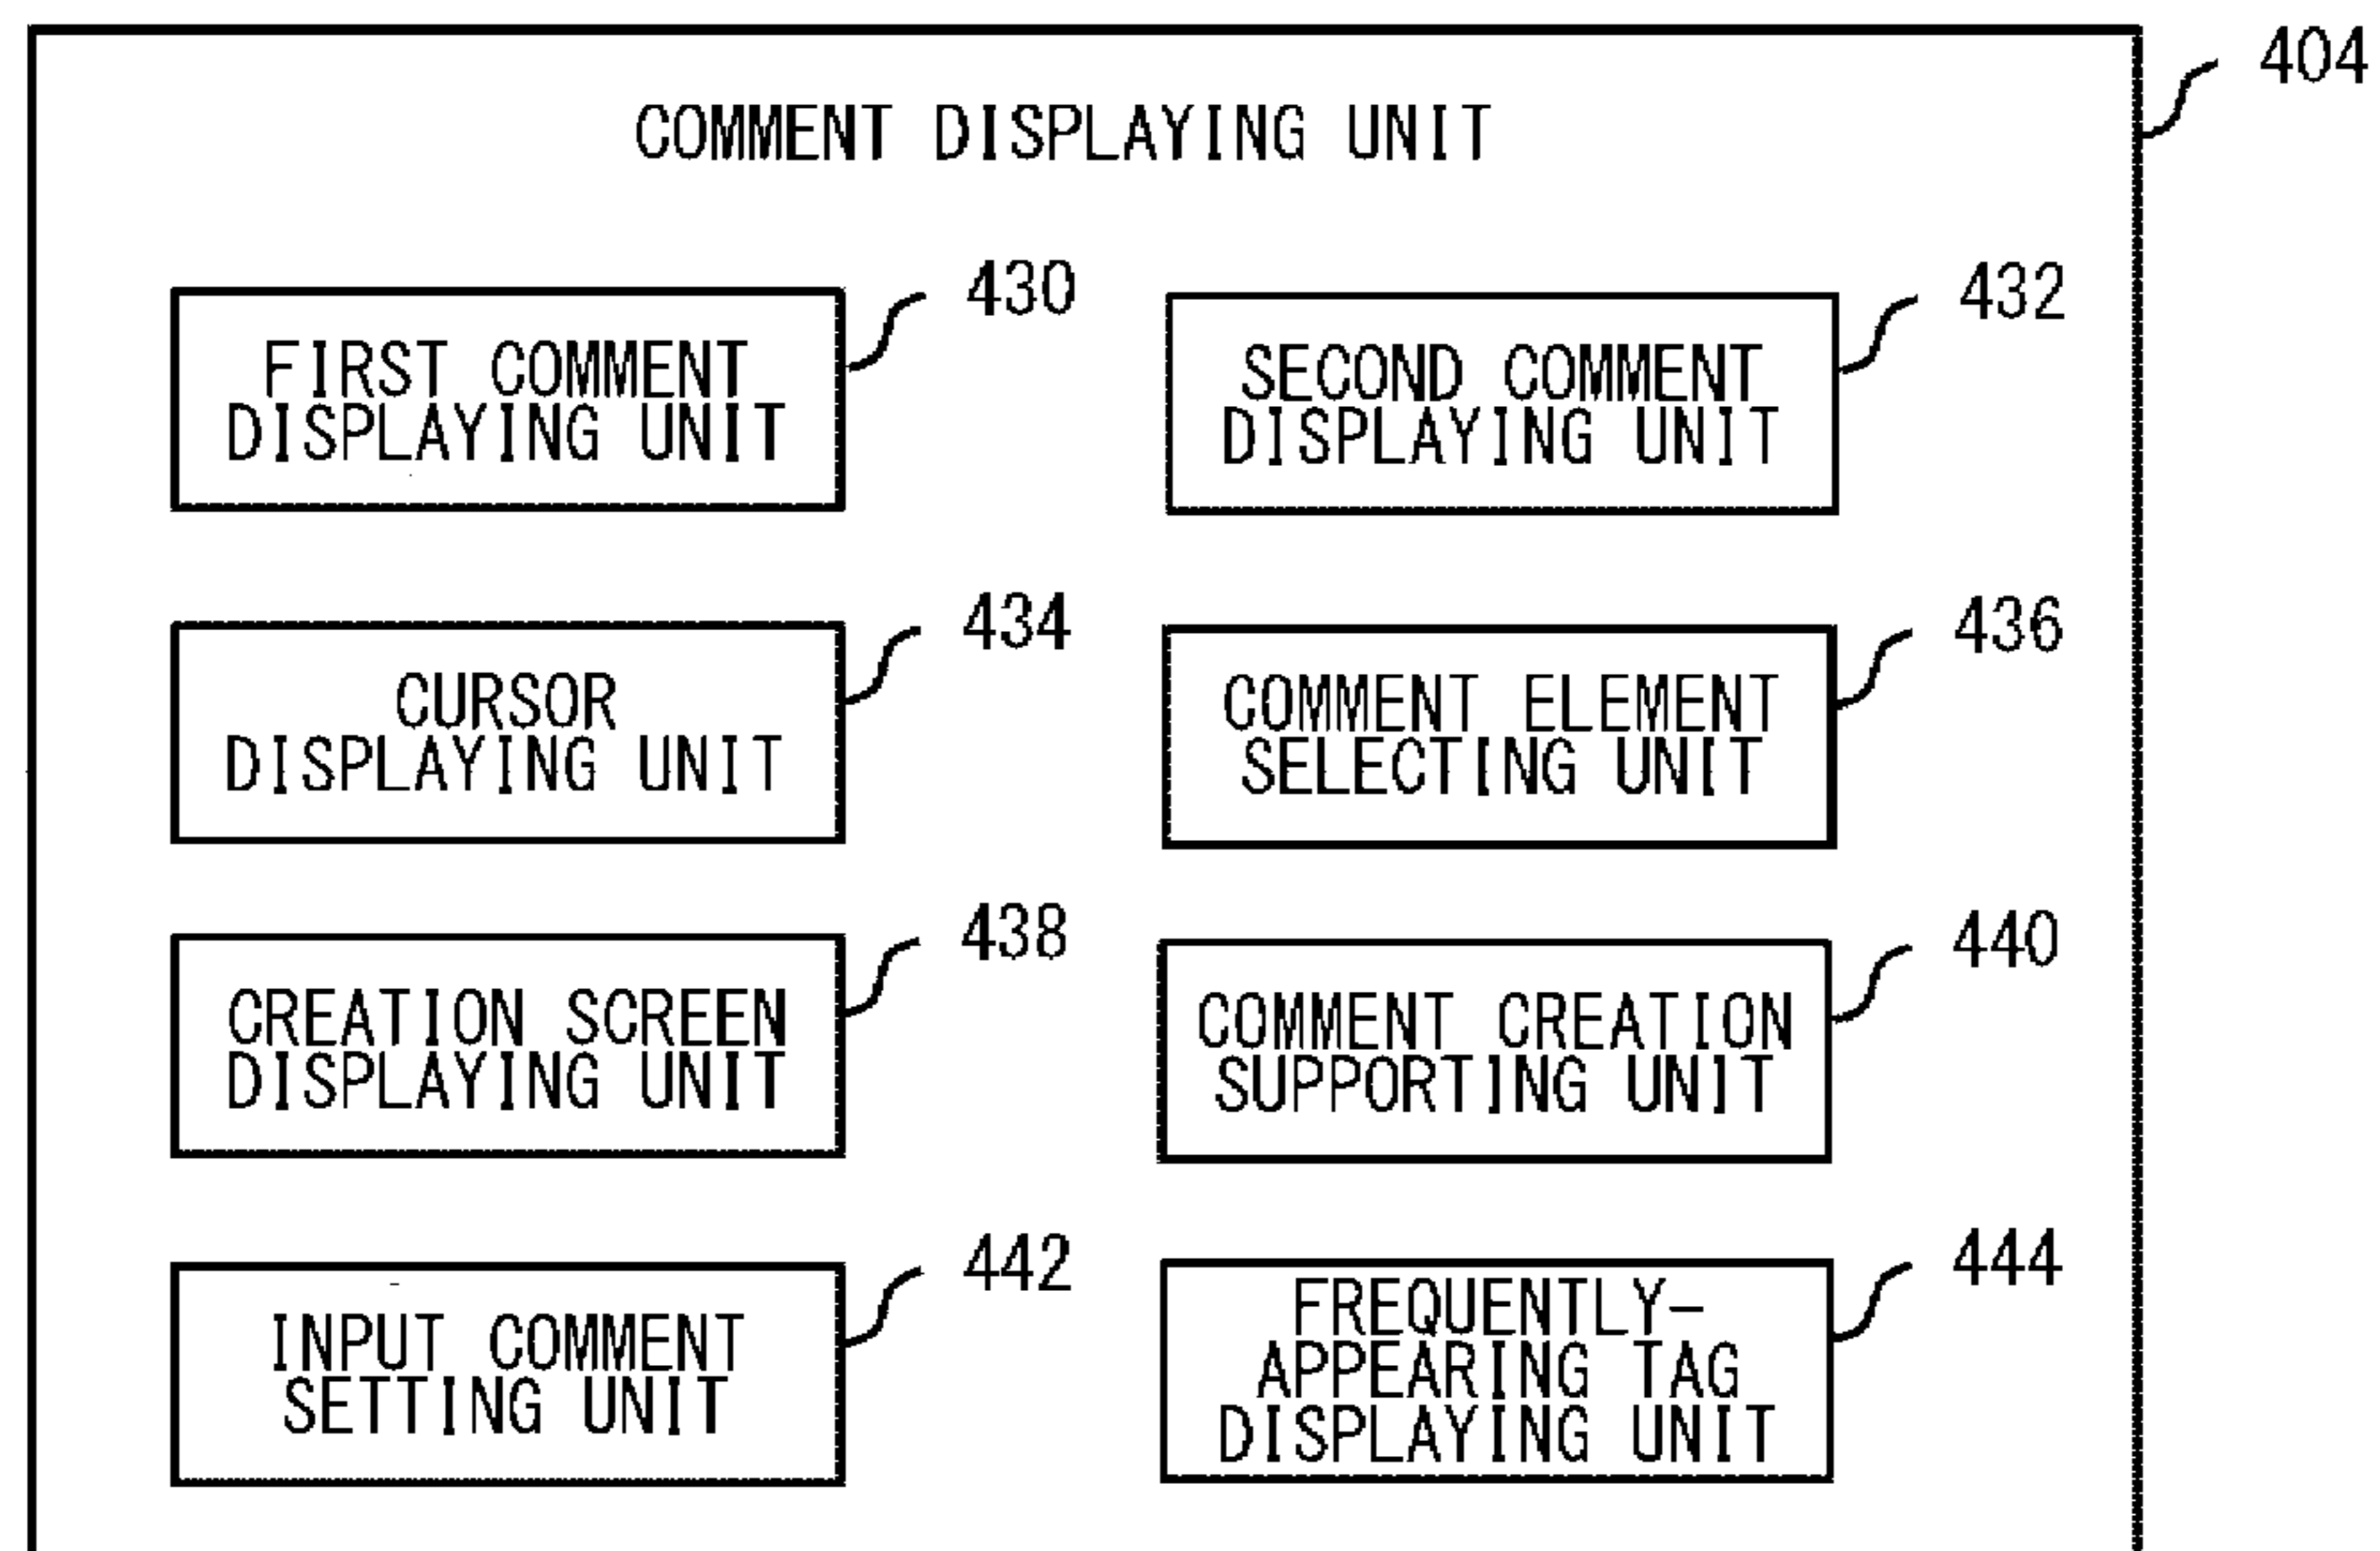 404
COMMENT DISPLAYING UNIT
430
432
FIRST COMMENT
DISPLAYING UNIT
SECOND COMMENT
DISPLAYING UNIT
434
436
CURSOR
DISPLAYING UNIT
COMMENT ELEMENT
SELECTING UNIT
438
440
CREATION SCREEN
DISPLAYING UNIT
COMMENT CREATION
SUPPORTING UNIT
442
444
INPUT COMMENT
SETTING UNIT
FREQUENTLY-
APPEARING TAG
DISPLAYING UNIT